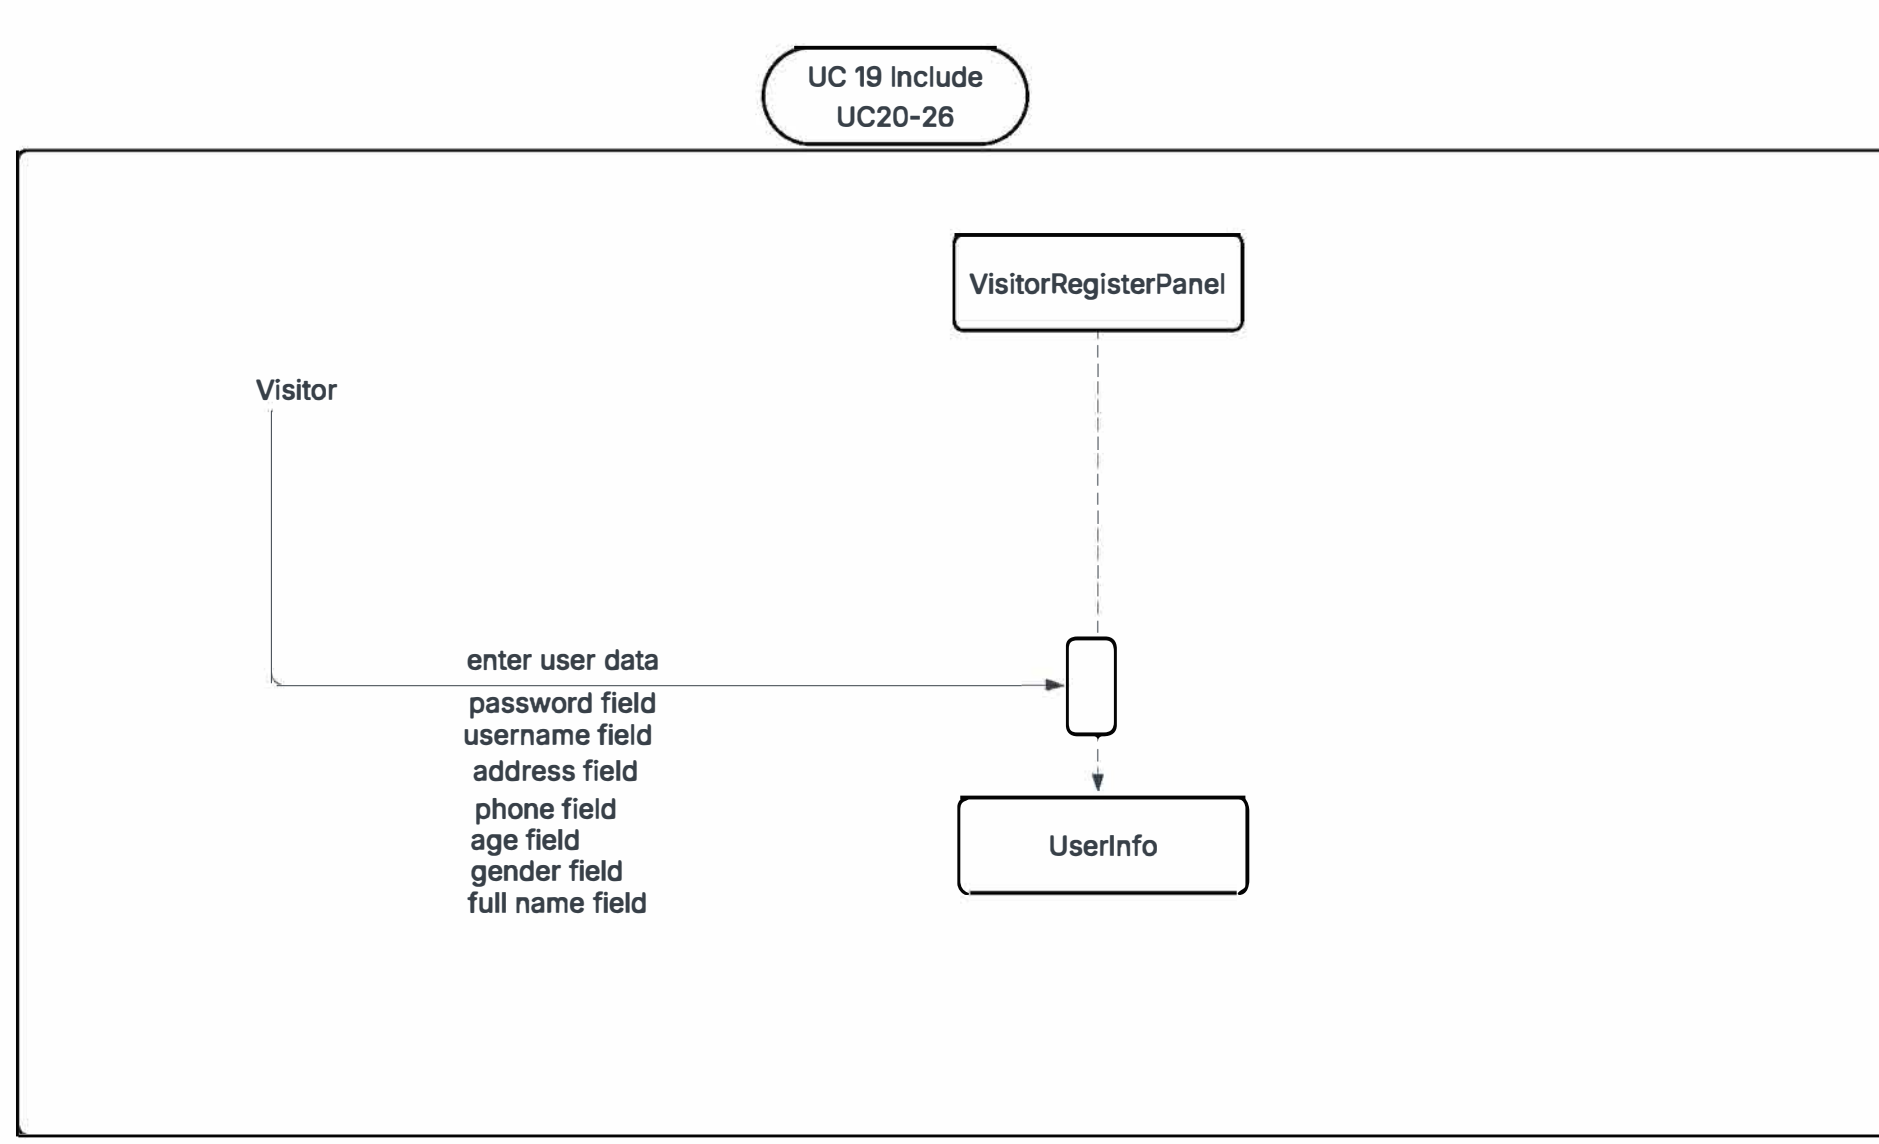 UC 19 Include
UC20-26
VisitorRegisterPanel
Visitor
enter user data
password field
username field
address field
phone field
age field
gender field
full name field
UserInfo